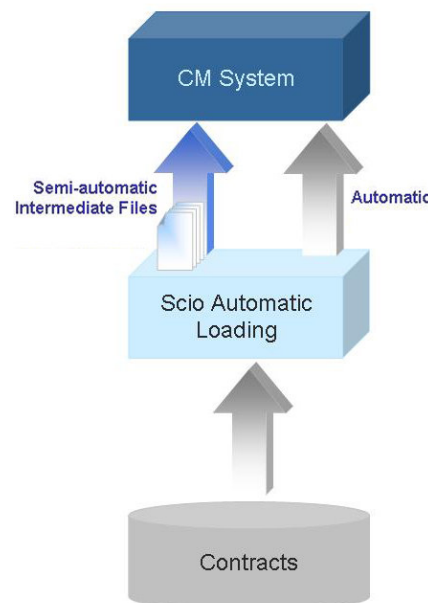 CM System
Semi-automatic
Intermediate Files
Automatic
Scio Automatic
Loading
Contracts